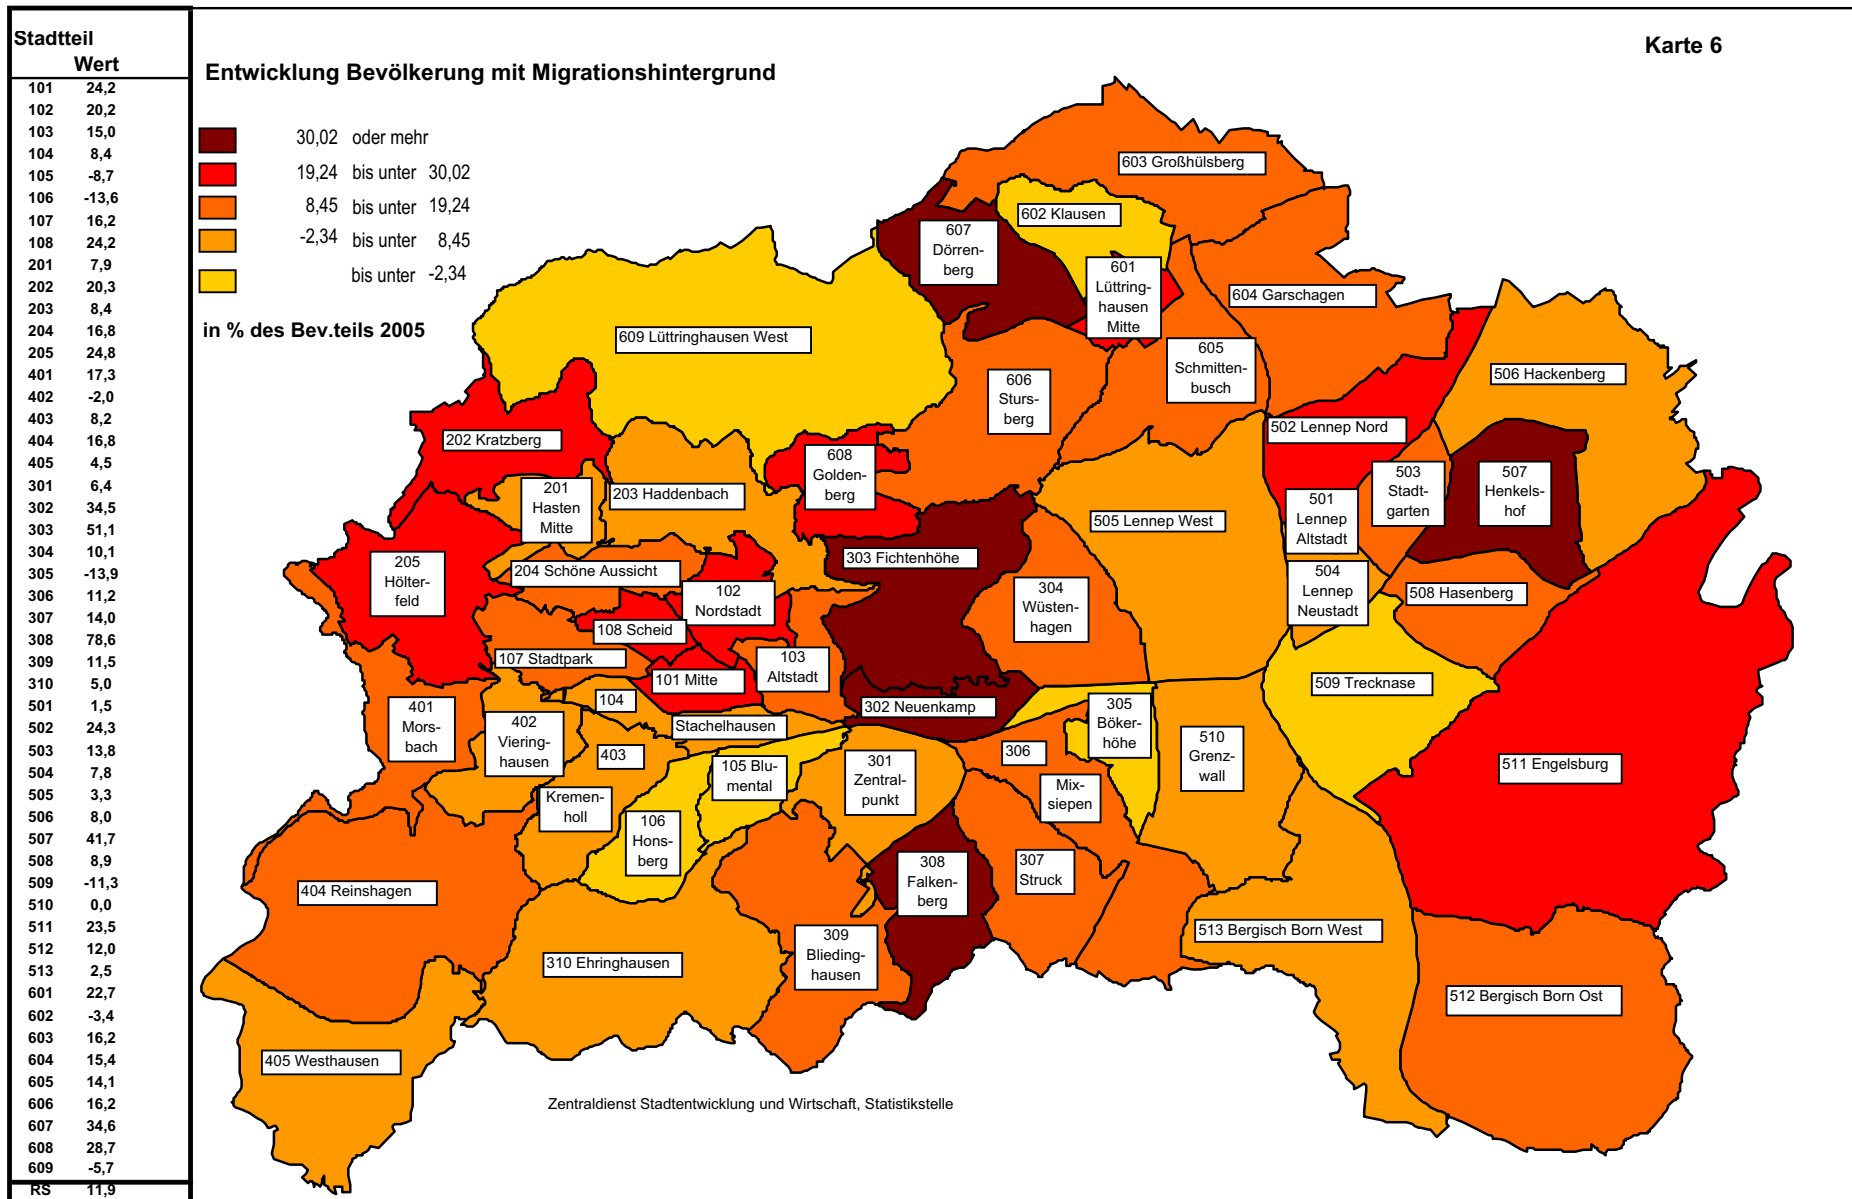 Stadtteil
Wert
101 24,2
102 20,2
103 15,0
104 8,4
105 -8,7
106 -13,6
107 16,2
108 24,2
201 7,9
202 20,3
203 8,4
204 16,8
205 24,8
401 17,3
402 -2,0
403 8,2
404 16,8
405 4,5
301 6,4
302 34,5
303 51,1
304 10,1
305 -13,9
306 11,2
307 14,0
308 78,6
309 11,5
310 5,0
501 1,5
502 24,3
503 13,8
504 7,8
505 3,3
506 8,0
507 41,7
508 8,9
509 -11,3
510 0,0
511 23,5
512 12,0
513 2,5
601 22,7
602 -3,4
603 16,2
604 15,4
605 14,1
606 16,2
607 34,6
608 28,7
609 -5,7
RS 11,9
Karte 6
Entwicklung Bevölkerung mit Migrationshintergrund
30,02 oder mehr
19,24 bis unter 30,02
8,45 bis unter 19,24
-2,34 bis unter 8,45
bis unter -2,34
in % des Bev.teils 2005
603 Großhülsberg
602 Klausen
607
Dörren-
berg
601
Lüttring-
hausen
Mitte
604 Garschagen
609 Lüttringhausen West
605
Schmitten-
busch
606
Sturs-
berg
506 Hackenberg
502 Lennep Nord
202 Kratzberg
608
Golden-
berg
503
Stadt-
garten
507
Henkels-
hof
201
Hasten
Mitte
203 Haddenbach
501
Lennep
Altstadt
505 Lennep West
303 Fichtenhöhe
205
Hölter-
feld
204 Schöne Aussicht
102
Nordstadt
304
Wüsten-
hagen
504
Lennep
Neustadt
508 Hasenberg
108 Scheid
107 Stadtpark
103
Altstadt
101 Mitte
509 Trecknase
104
Stachelhausen
302 Neuenkamp
401
Mors-
bach
402
Viering-
hausen
305
Böker-
höhe
510
Grenz-
wall
403
Kremen-
holl
105 Blu-
mental
301
Zentral-
punkt
306
Mix-
siepen
511 Engelsburg
106
Hons-
berg
308
Falken-
berg
307
Struck
404 Reinshagen
513 Bergisch Born West
309
Blieding-
hausen
310 Ehringhausen
512 Bergisch Born Ost
405 Westhausen
Zentraldienst Stadtentwicklung und Wirtschaft, Statistikstelle